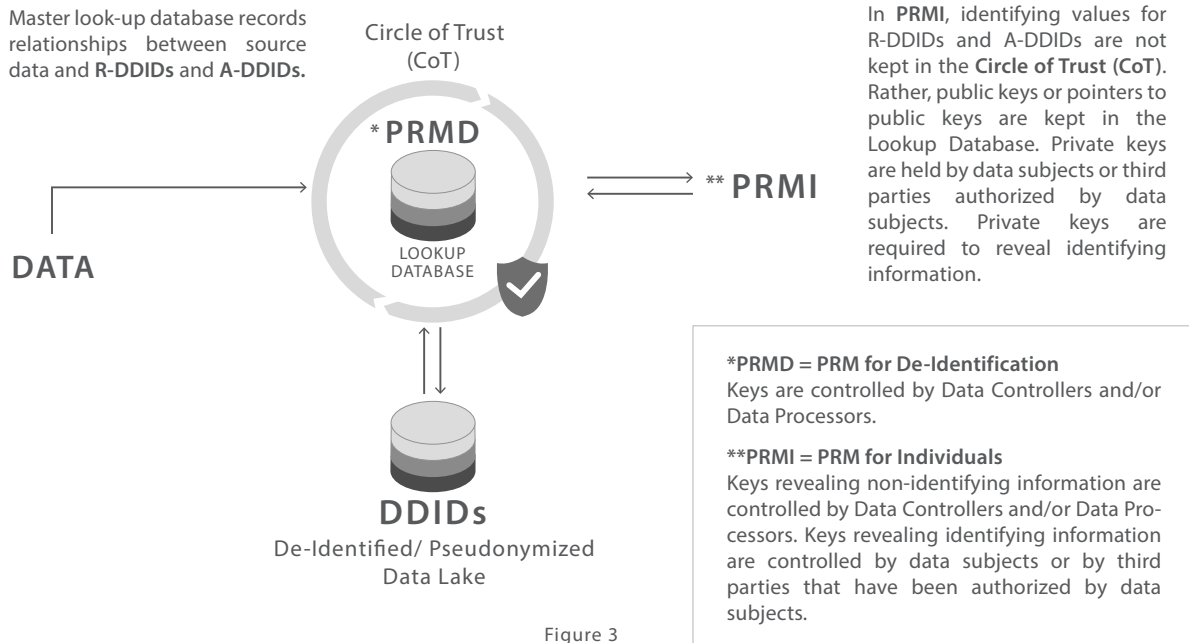 Master look-up database records
relationships between source
data and R-DDIDs and A-DDIDs.
Circle of Trust
(CoT)
*PRMD
LOOKUP
DATABASE
DATA
** PRMI
In PRMI, identifying values for
R-DDIDs and A-DDIDs are not
kept in the Circle of Trust (CoT).
Rather, public keys or pointers to
public keys are kept in the
Lookup Database. Private keys
are held by data subjects or third
parties authorized by data
subjects. Private keys are
required to reveal identifying
information.
DDIDs
De-Identified/ Pseudonymized
Data Lake
*PRMD = PRM for De-Identification
Keys are controlled by Data Controllers and/or
Data Processors.
**PRMI = PRM for Individuals
Keys revealing non-identifying information are
controlled by Data Controllers and/or Data Pro-
cessors. Keys revealing identifying information
are controlled by data subjects or by third
parties that have been authorized by data
subjects.
Figure 3